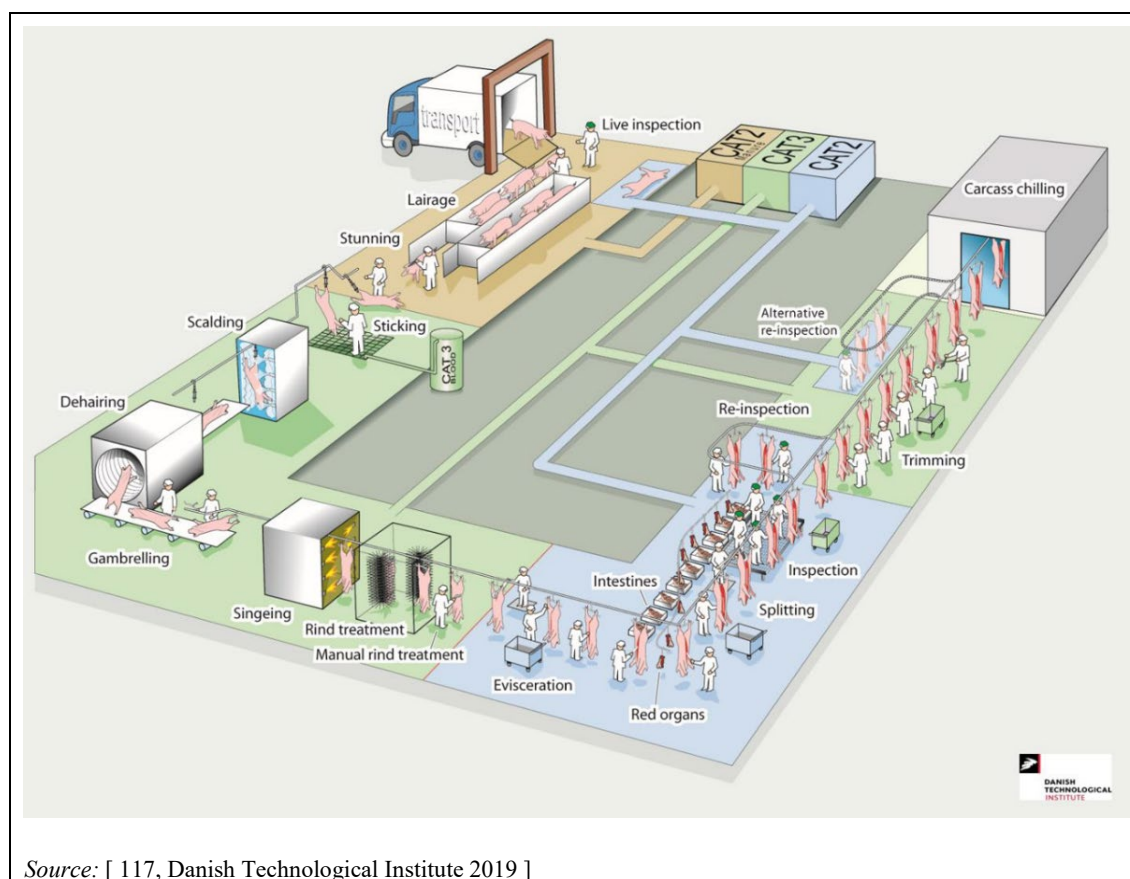 transport
Live inspection
CAT2
Manure
CAT3
CAT2
Carcass chilling
Lairage
Stunning
Scalding
Sticking
CAT 3
BLOOD
Alternative
re-inspection
Dehairing
Re-inspection
Trimming
Gambrelling
Intestines
Inspection
Singeing
Splitting
Rind treatment
Manual rind treatment
Evisceration
Red organs
DANISH
TECHNOLOGICAL
INSTITUTE
Source: [ 117, Danish Technological Institute 2019 ]